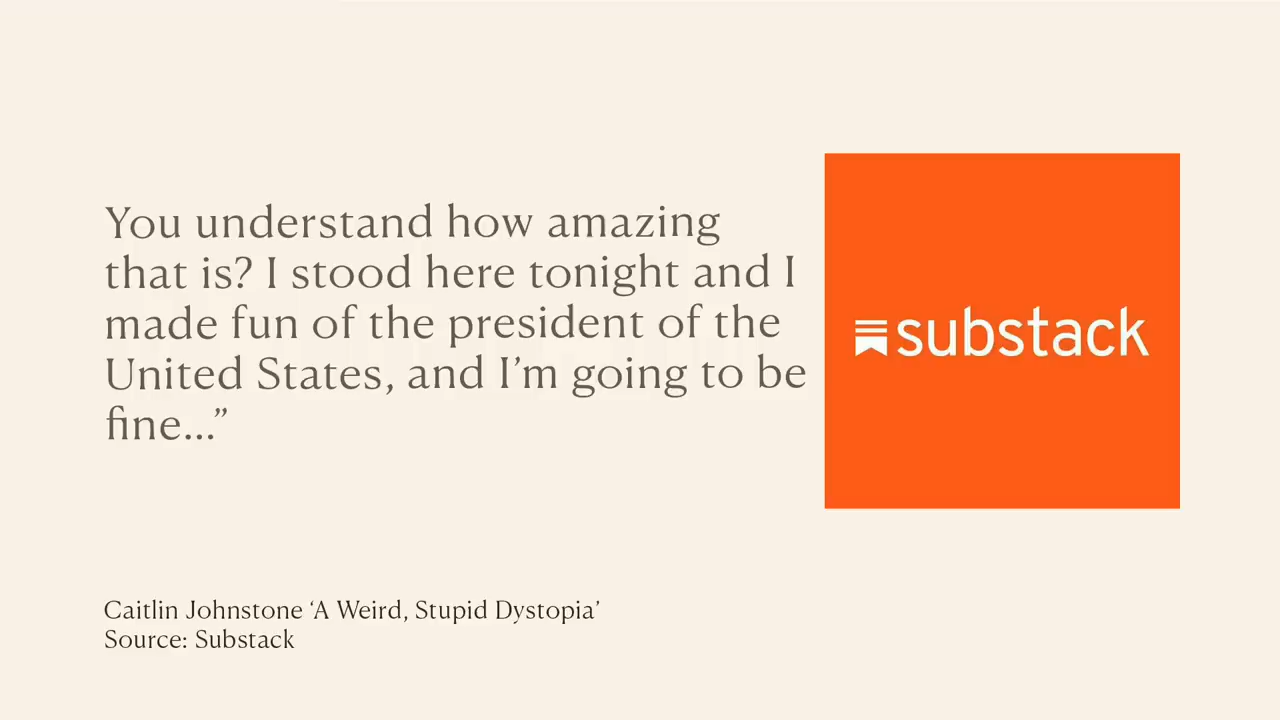 You understand how amazing
that is? I stood here tonight and I
made fun of the president of the
United States, and I’m going to be
fine...”
substack
Caitlin Johnstone ‘A Weird, Stupid Dystopia’
Source: Substack